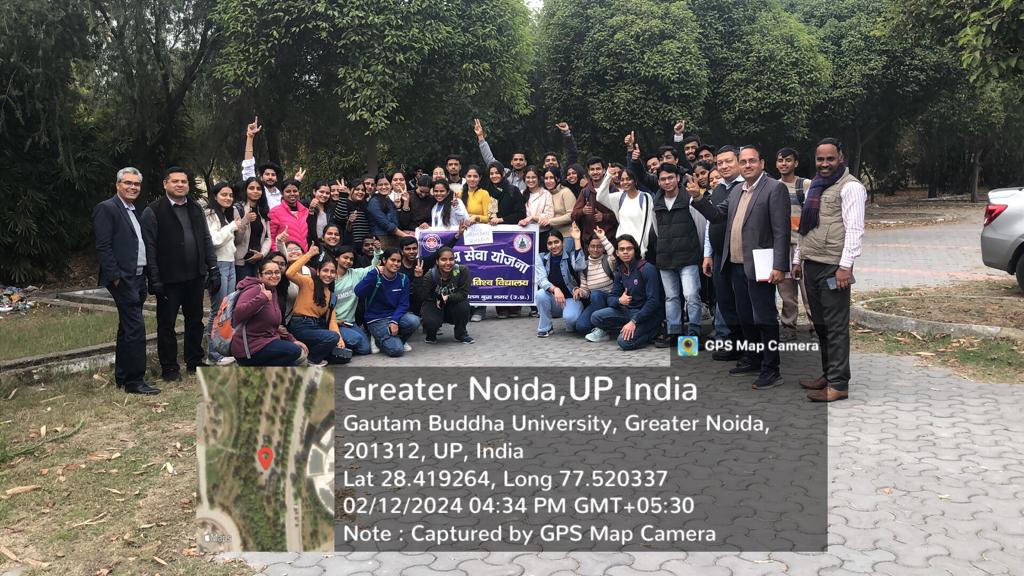 सेवा योजना
विश्व विद्यालय
बुद्ध नगर (उ.प्र.)
GPS Map Camera
Greater Noida,UP,India
Gautam Buddha University, Greater Noida,
201312, UP, India
Lat 28.419264, Long 77.520337
02/12/2024 04:34 PM GMT+05:30
Note : Captured by GPS Map Camera
Maps